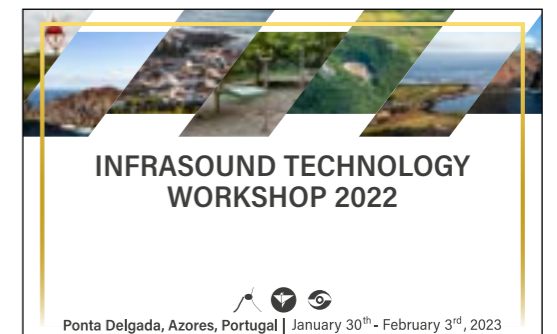 INFRASOUND TECHNOLOGY
WORKSHOP 2022
Ponta Delgada, Azores, Portugal | January 30th - February 3rd, 2023